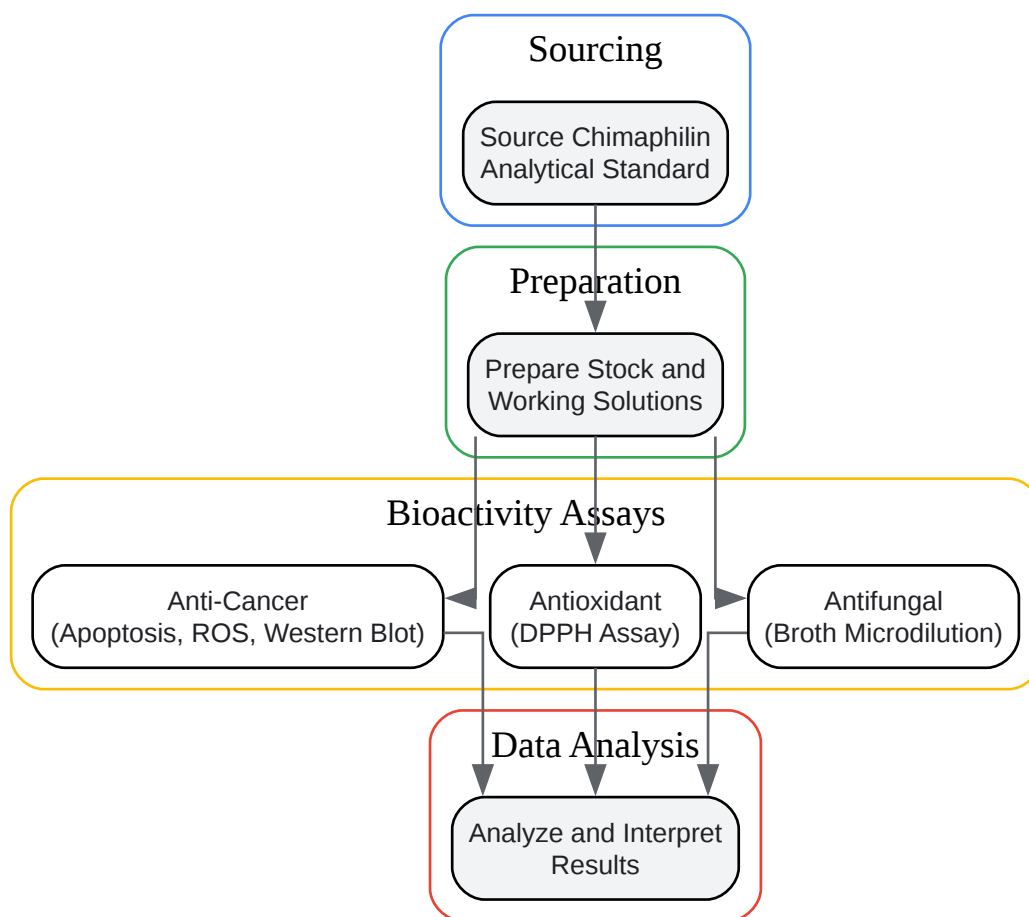 Sourcing
Source Chimaphilin
Analytical Standard
Preparation
Prepare Stock and
Working Solutions
Bioactivity Assays
Anti-Cancer
(Apoptosis, ROS, Western Blot)
Antioxidant
(DPPH Assay)
Antifungal
(Broth Microdilution)
Data Analysis
Analyze and Interpret
Results